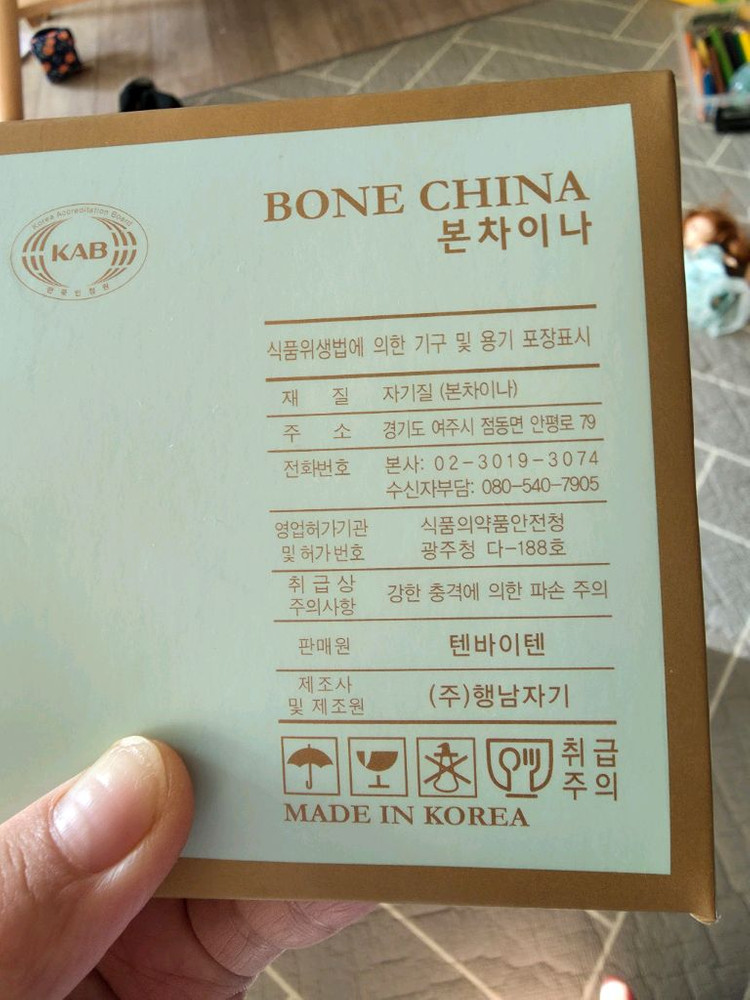 Korea Accreditation Board
KAB
한국인정원
BONE CHINA
본차이나
식품위생법에 의한 기구 및 용기 포장표시
재 질 자기질 (본차이나)
주 소 경기도 여주시 점동면 안평로 79
전화번호 본사: 02-3019-3074
수신자부담: 080-540-7905
영업허가기관 식품의약품안전청
및 허가번호 광주청 다-188호
취 급 상
주의사항 강한 충격에 의한 파손 주의
판매원 텐바이텐
제조사
및 제조원 (주)행남자기
취급
주의
MADE IN KOREA